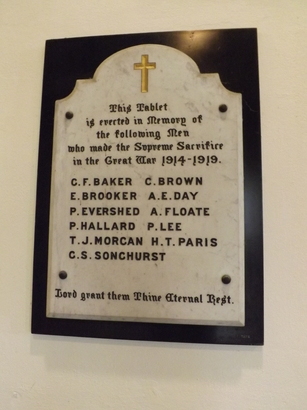 This Tablet
is erected in Memory of
the following Men
who made the Supreme Sacrifice
in the Great War 1914-1919.
G.F. BAKER C. BROWN
E. BROOKER A.E. DAY
P. EVERSHED A. FLOATE
P. HALLARD P. LEE
T.J. MORGAN H.T. PARIS
C.S. SONGHURST
Lord grant them Thine Eternal Rest.